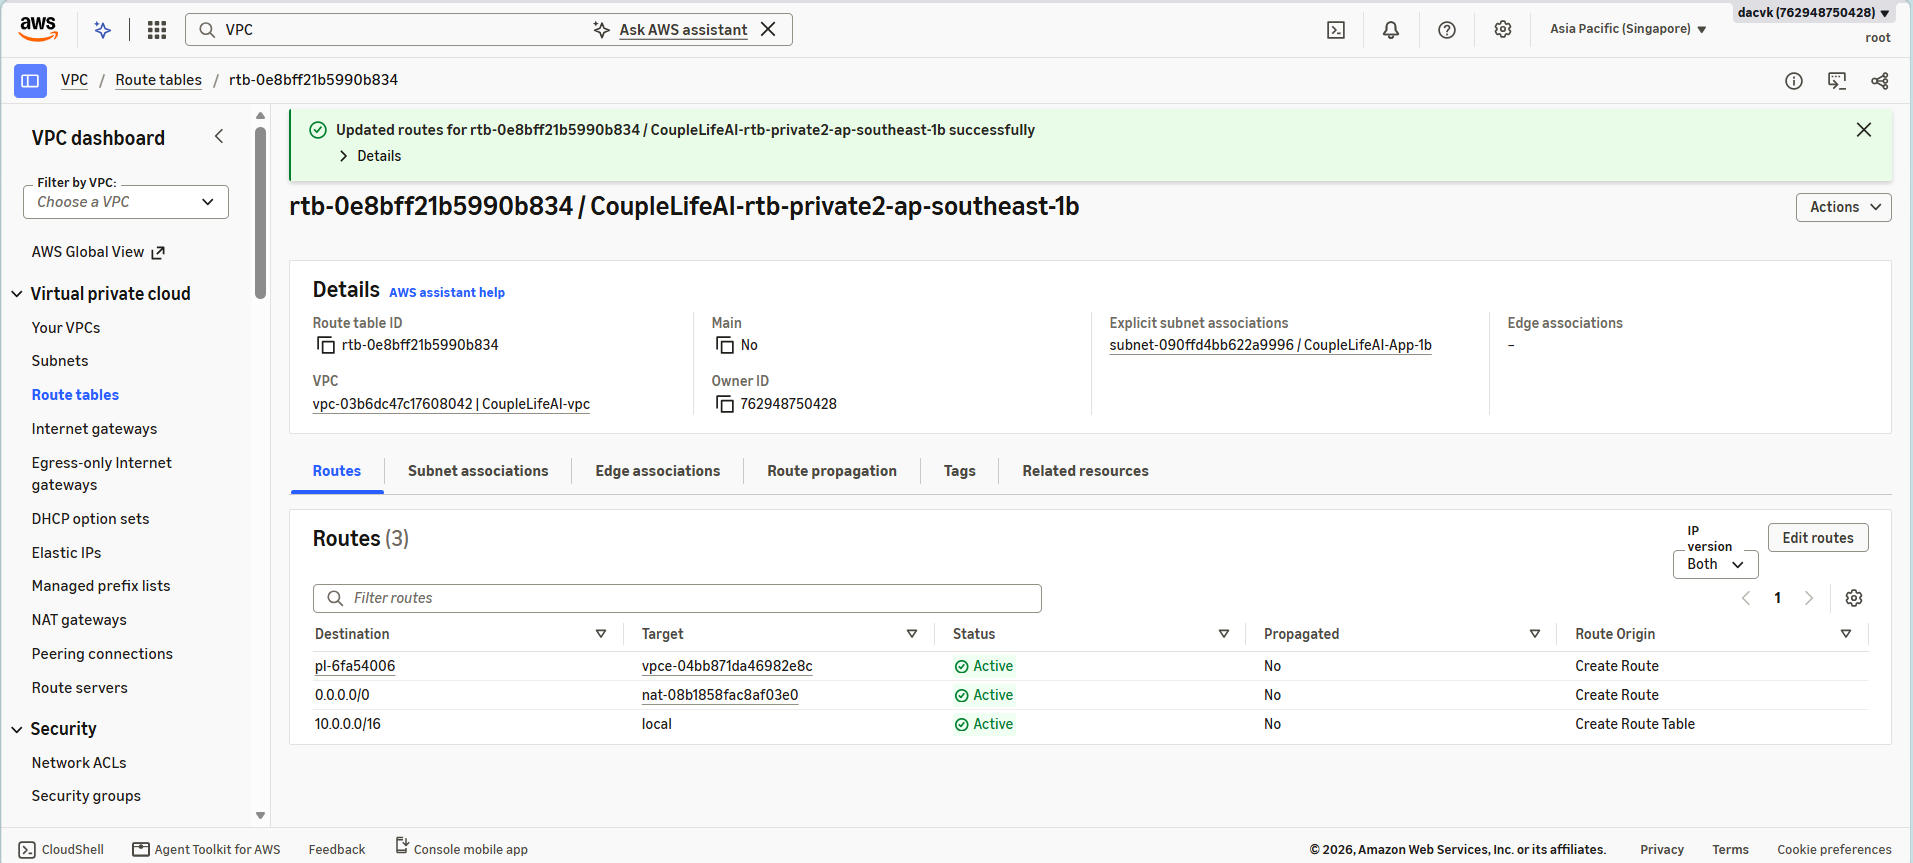 aws
VPC
Ask AWS assistant
Asia Pacific (Singapore)
dacvk (762948750428)
root
VPC / Route tables / rtb-0e8bff21b5990b834
VPC dashboard
Filter by VPC:
Choose a VPC
AWS Global View
Virtual private cloud
Your VPCs
Subnets
Route tables
Internet gateways
Egress-only Internet
gateways
DHCP option sets
Elastic IPs
Managed prefix lists
NAT gateways
Peering connections
Route servers
Security
Network ACLs
Security groups
Updated routes for rtb-0e8bff21b5990b834 / CoupleLifeAI-rtb-private2-ap-southeast-1b successfully
Details
rtb-0e8bff21b5990b834 / CoupleLifeAI-rtb-private2-ap-southeast-1b
Actions
Details AWS assistant help
Route table ID
rtb-0e8bff21b5990b834
Main
No
Explicit subnet associations
subnet-090ffd4bb622a9996 / CoupleLifeAI-App-1b
Edge associations
–
VPC
vpc-03b6dc47c17608042 | CoupleLifeAI-vpc
Owner ID
762948750428
Routes Subnet associations Edge associations Route propagation Tags Related resources
Routes (3)
IP
version
Both
Edit routes
Filter routes
1
Destination Target Status Propagated Route Origin
pl-6fa54006 vpce-04bb871da46982e8c Active No Create Route
0.0.0.0/0 nat-08b1858fac8af03e0 Active No Create Route
10.0.0.0/16 local Active No Create Route Table
CloudShell Agent Toolkit for AWS Feedback Console mobile app © 2026, Amazon Web Services, Inc. or its affiliates. Privacy Terms Cookie preferences